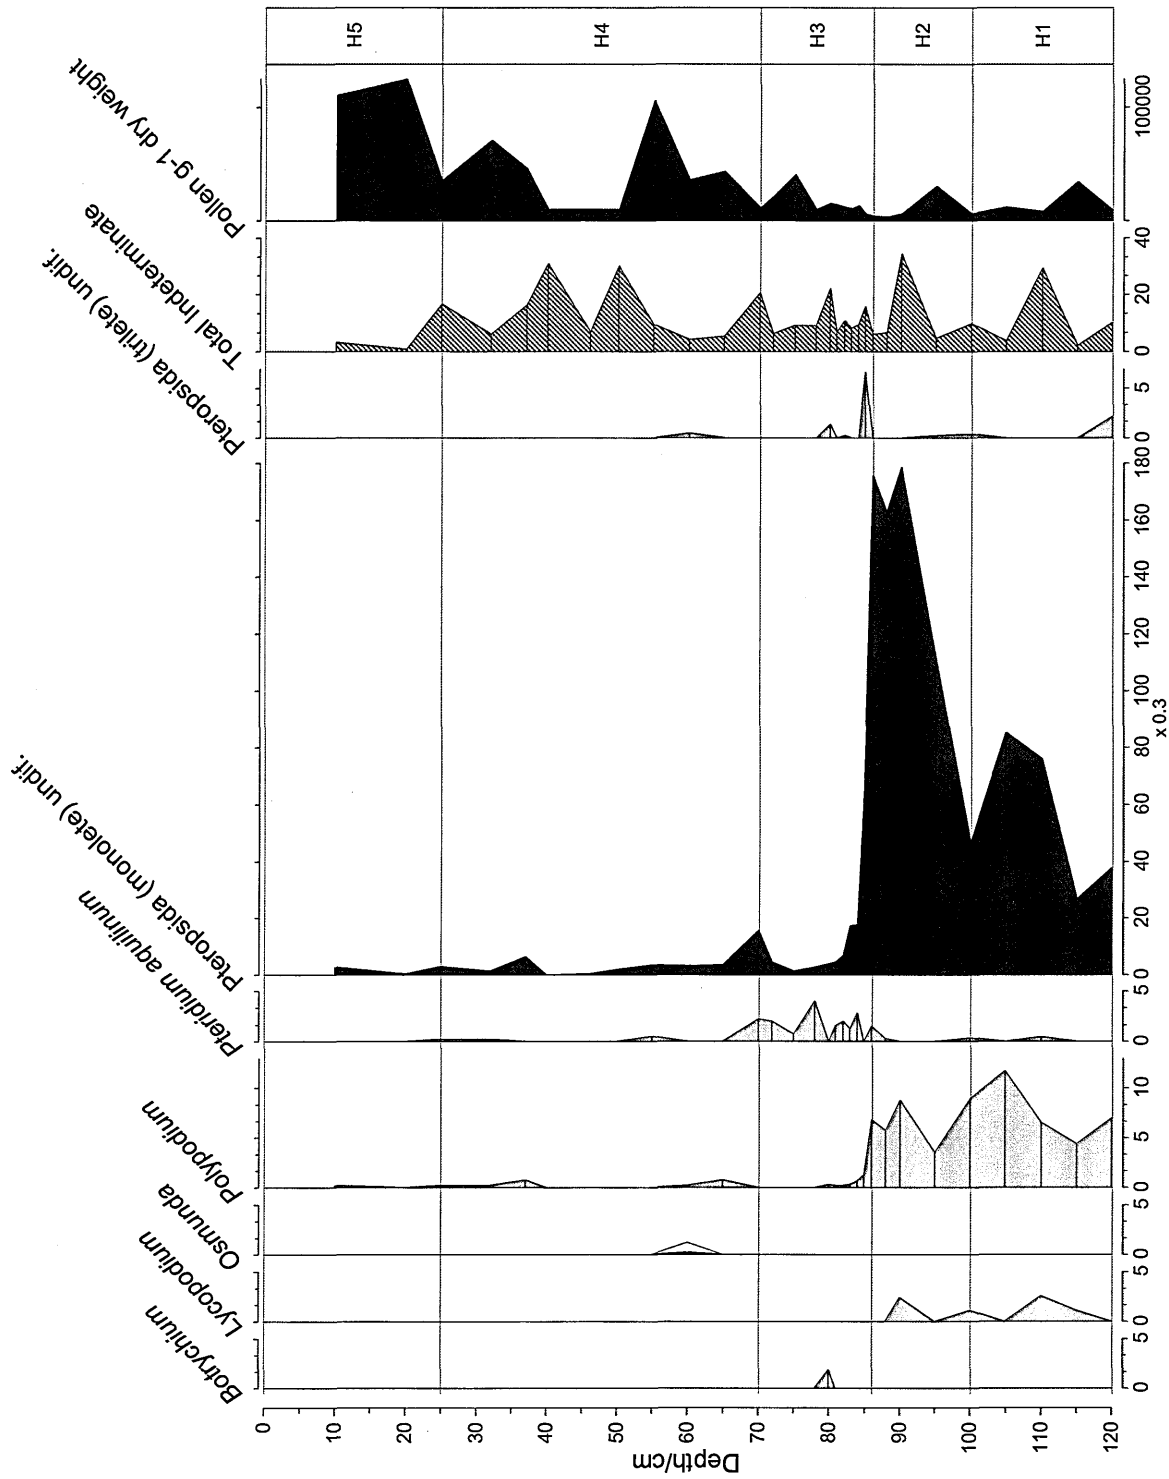 Botrychium
Lycopodium
Osmunda
Polypodium
Pteridium aquilinum
Pteropsida (monolete) undif.
Pteropsida (trilete) undif.
Total Indeterminate
Pollen g-1 dry weight
H5
H4
H3
H2
H1
0
10
20
30
40
50
60
70
80
90
100
110
120
Depth/cm
0 5
0 5
0 5
0 5 10
0 5
0 20 40 60 80 100 120 140 160 180
x 0.3
0 5
0 20 40
100000